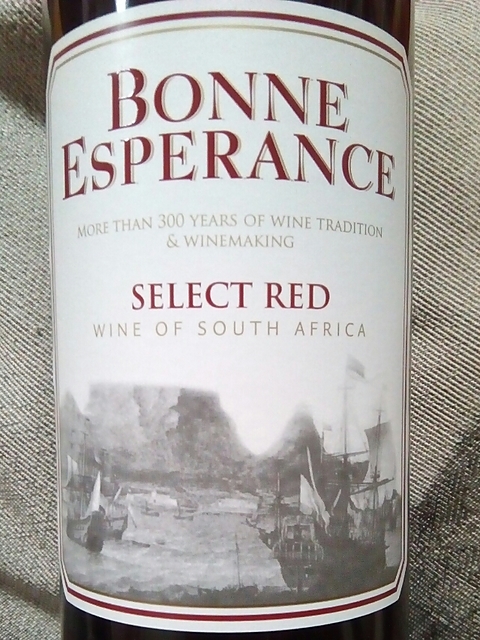 BONNE
ESPERANCE
MORE THAN 300 YEARS OF WINE TRADITION
& WINEMAKING
SELECT RED
WINE OF SOUTH AFRICA